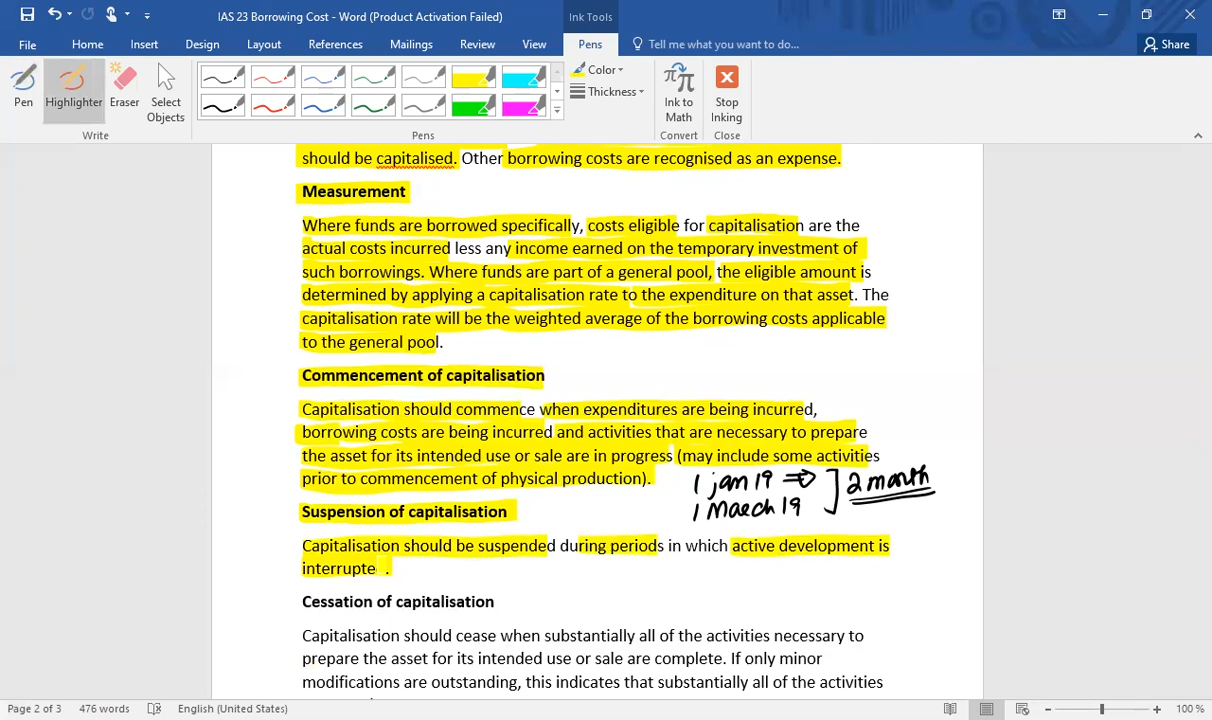 IAS 23 Borrowing Cost - Word (Product Activation Failed)
Ink Tools
File
Home
Insert
Design
Layout
References
Mailings
Review
View
Pens
Tell me what you want to do...
Share
Pen
Highlighter
Eraser
Select Objects
Color
Thickness
Ink to Math
Stop Inking
Write
Pens
Convert
Close
should be capitalised. Other borrowing costs are recognised as an expense.
Measurement
Where funds are borrowed specifically, costs eligible for capitalisation are the
actual costs incurred less any income earned on the temporary investment of
such borrowings. Where funds are part of a general pool, the eligible amount is
determined by applying a capitalisation rate to the expenditure on that asset. The
capitalisation rate will be the weighted average of the borrowing costs applicable
to the general pool.
Commencement of capitalisation
Capitalisation should commence when expenditures are being incurred,
borrowing costs are being incurred and activities that are necessary to prepare
the asset for its intended use or sale are in progress (may include some activities
prior to commencement of physical production).
1 jan 19 ⇒
1 Maech 19
2 month
Suspension of capitalisation
Capitalisation should be suspended during periods in which active development is
interrupte .
Cessation of capitalisation
Capitalisation should cease when substantially all of the activities necessary to
prepare the asset for its intended use or sale are complete. If only minor
modifications are outstanding, this indicates that substantially all of the activities
Page 2 of 3
476 words
English (United States)
100 %